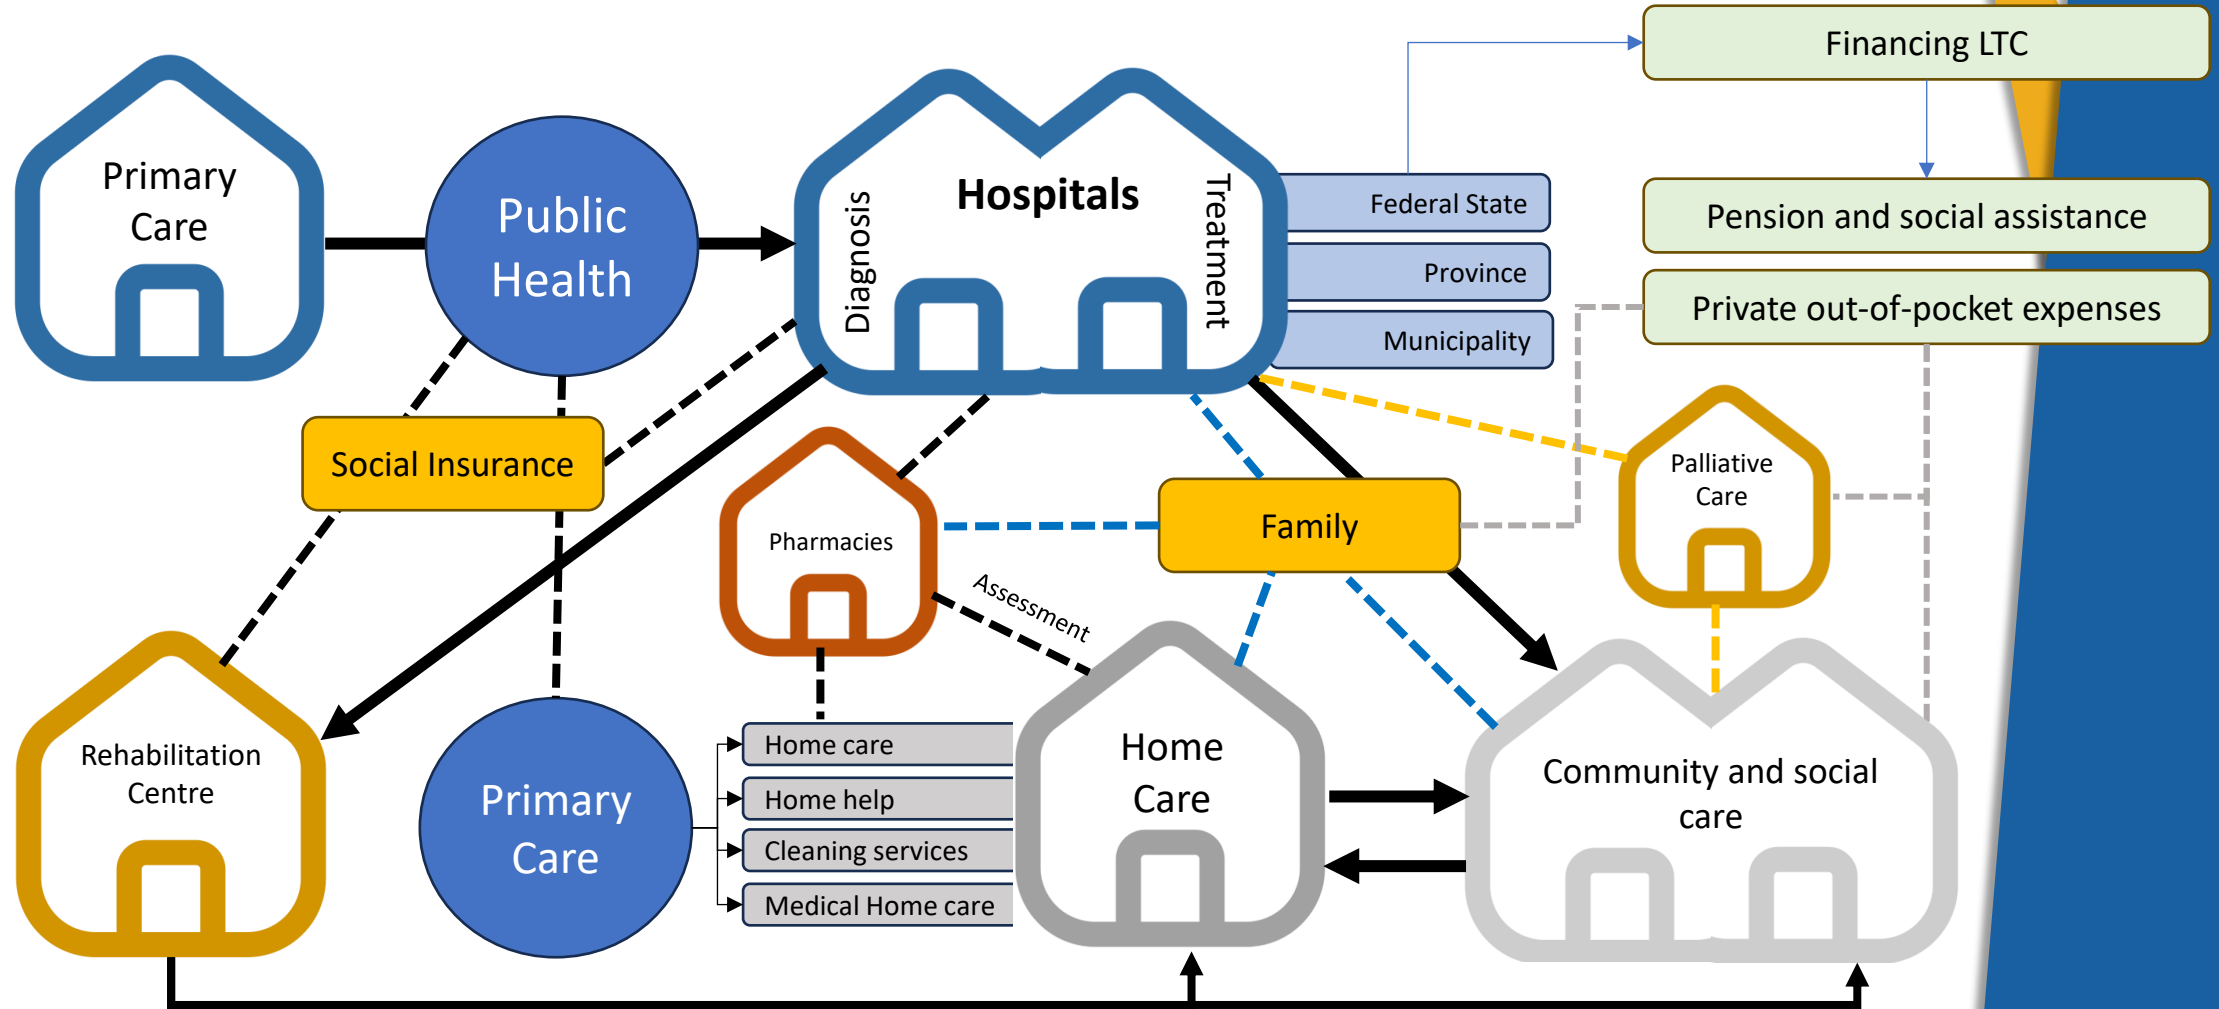 Financing LTC
Primary
Care
Public
Health
Diagnosis
Hospitals
Treatment
Federal State
Province
Municipality
Pension and social assistance
Private out-of-pocket expenses
Social Insurance
Pharmacies
Family
Palliative
Care
Assessment
Rehabilitation
Centre
Primary
Care
Home care
Home help
Cleaning services
Medical Home care
Home
Care
Community and social
care